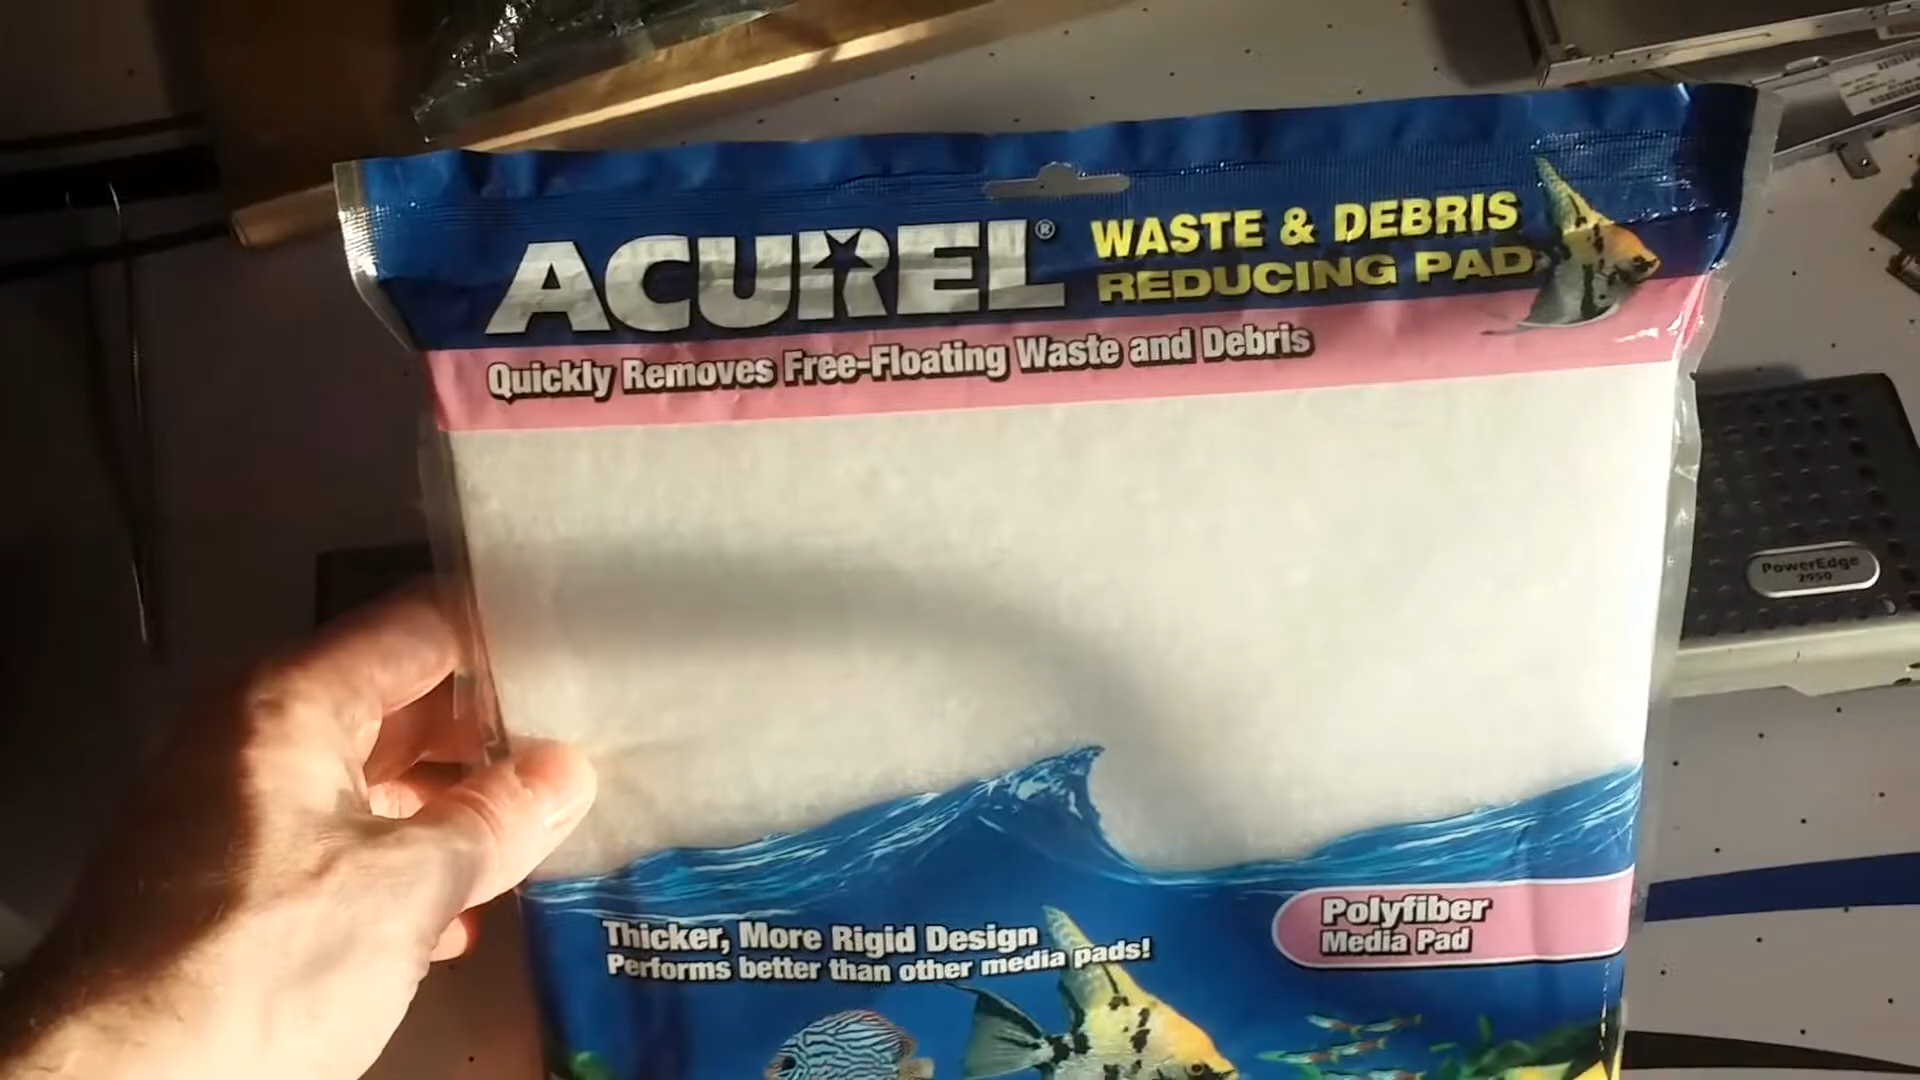 ACUREL®
WASTE & DEBRIS
REDUCING PAD
Quickly Removes Free-Floating Waste and Debris
PowerEdge
2950
Polyfiber
Media Pad
Thicker, More Rigid Design
Performs better than other media pads!